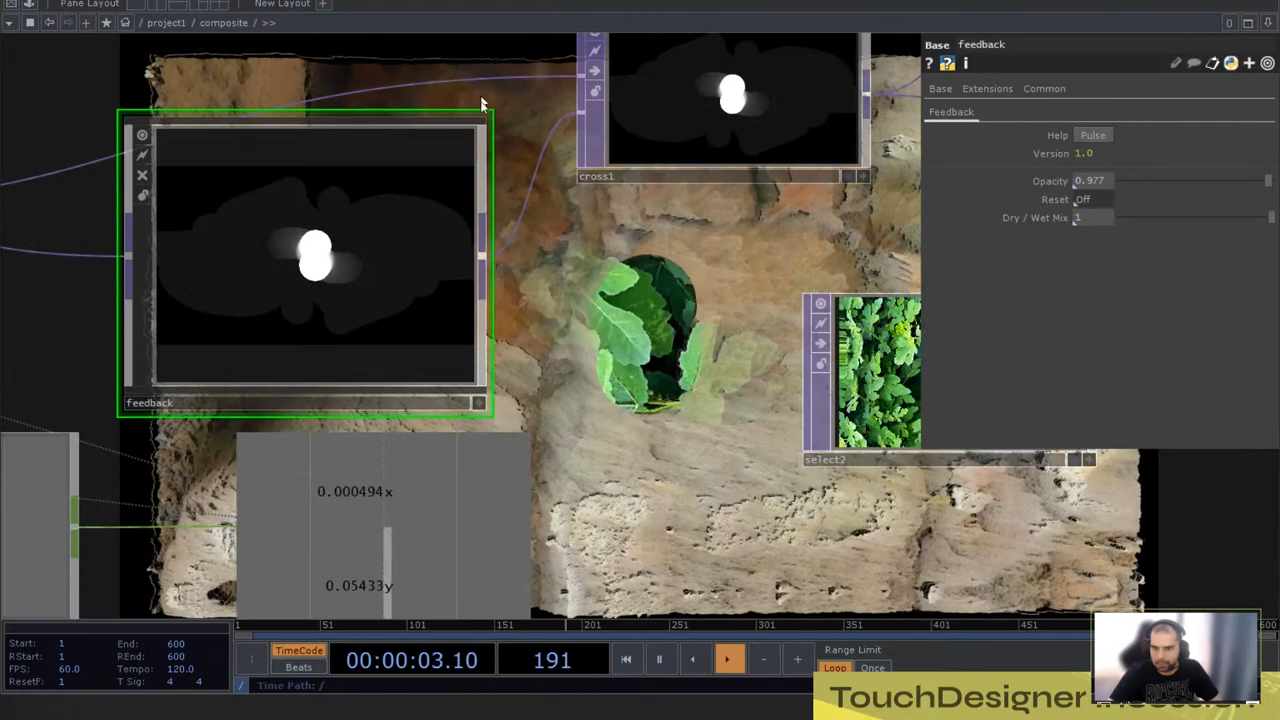 Pane Layout
New Layout
/ project1 / composite / >>
Base feedback
? ? i
Base Extensions Common
Feedback
Help Pulse
Version 1.0
Opacity 0.977
Reset Off
Dry / Wet Mix 1
cross1
feedback
select2
0.000494x
0.05433y
1 51 101 151 201 251 301 351 401 451 500
Start: 1 End: 600
RStart: 1 REnd: 600
FPS: 60.0 Tempo: 120.0
ResetF: 1 T Sig: 4 4
TimeCode
Beats
00:00:03.10
191
Range Limit
Loop Once
/ Time Path: /
TouchDesigner
RIPCURL